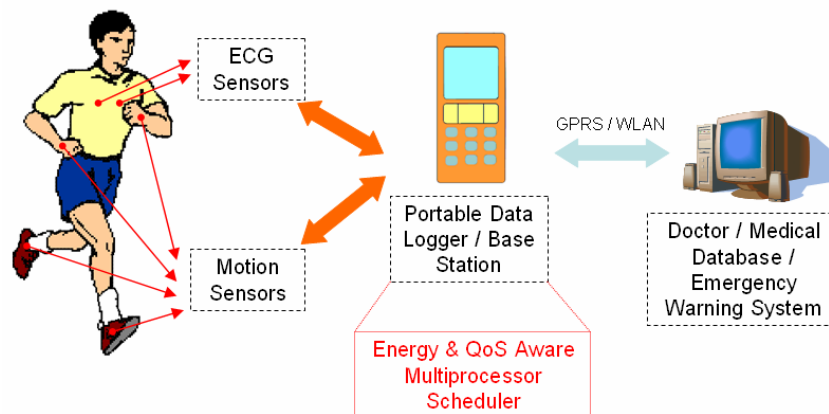 ECG
Sensors
Motion
Sensors
Portable Data
Logger / Base
Station
Energy & QoS Aware
Multiprocessor
Scheduler
GPRS / WLAN
Doctor / Medical
Database /
Emergency
Warning System